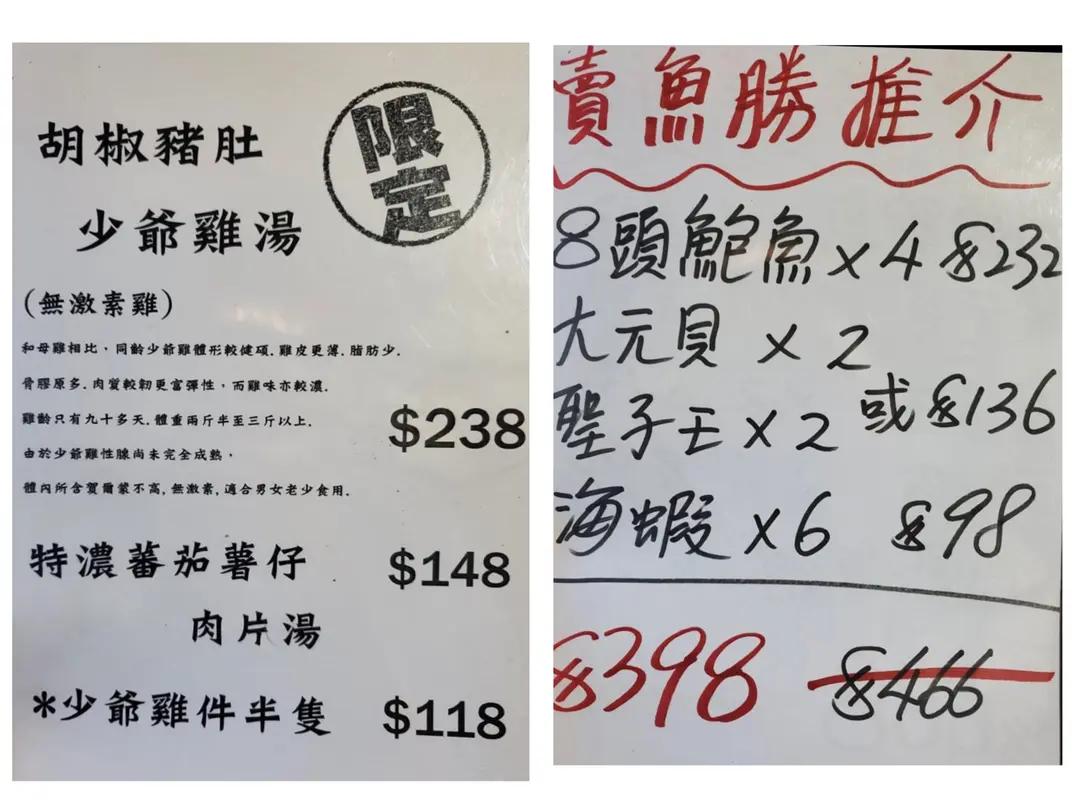 限定
胡椒豬肚
少爺雞湯
(無激素雞)
和母雞相比，同齡少爺雞體形較健碩.雞皮更薄.脂肪少.
骨膠原多.肉質較韌更富彈性，而雞味亦較濃.
雞齡只有九十多天.體重兩斤半至三斤以上.
由於少爺雞性腺尚未完全成熟，
體內所含賀爾蒙不高,無激素,適合男女老少食用.
$238
特濃蕃茄薯仔 $148
肉片湯
*少爺雞件半隻 $118
賣魚勝推介
8頭鮑魚 x 4 $232
大元貝 x 2
聖子王 x 2 或 $136
海蝦 x 6 $98
$398 $466